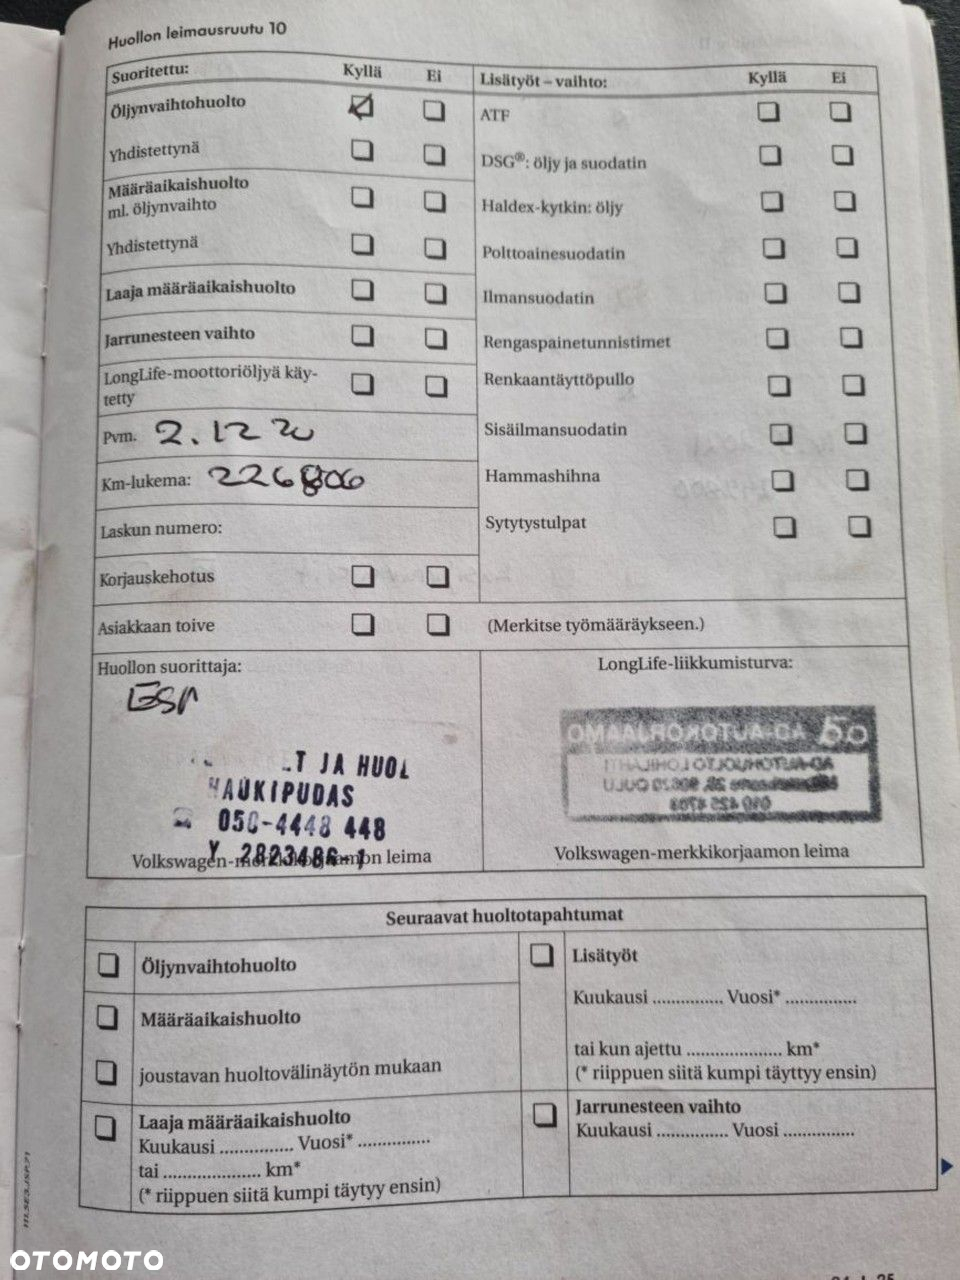 Huollon leimausruutu 10
Suoritettu: Kyllä Ei
Öljynvaihtohuolto
Yhdistettynä
Määräaikaishuolto
ml. öljynvaihto
Yhdistettynä
Laaja määräaikaishuolto
Jarrunesteen vaihto
LongLife-moottoriöljyä käy-
tetty
Pvm. 2.12 20
Km-lukema: 226806
Laskun numero:
Korjauskehotus
Asiakkaan toive
Lisätyöt – vaihto: Kyllä Ei
ATF
DSG®: öljy ja suodatin
Haldex-kytkin: öljy
Polttoainesuodatin
Ilmansuodatin
Rengaspainetunnistimet
Renkaantäyttöpullo
Sisäilmansuodatin
Hammashihna
Sytytystulpat
(Merkitse työmääräykseen.)
Huollon suorittaja:
T JA HUOL
HAUKIPUDAS
☎ 050-4448 448
Y 2823486-1
Volkswagen-merkkikorjaamon leima
LongLife-liikkumisturva:
Volkswagen-merkkikorjaamon leima
Seuraavat huoltotapahtumat
Öljynvaihtohuolto
Määräaikaishuolto
joustavan huoltovälinäytön mukaan
Laaja määräaikaishuolto
Kuukausi .............. Vuosi* ..............
tai ................... km*
(* riippuen siitä kumpi täytyy ensin)
Lisätyöt
Kuukausi .............. Vuosi* ..............
tai kun ajettu ................... km*
(* riippuen siitä kumpi täyttyy ensin)
Jarrunesteen vaihto
Kuukausi .............. Vuosi ..............
OTOMOTO